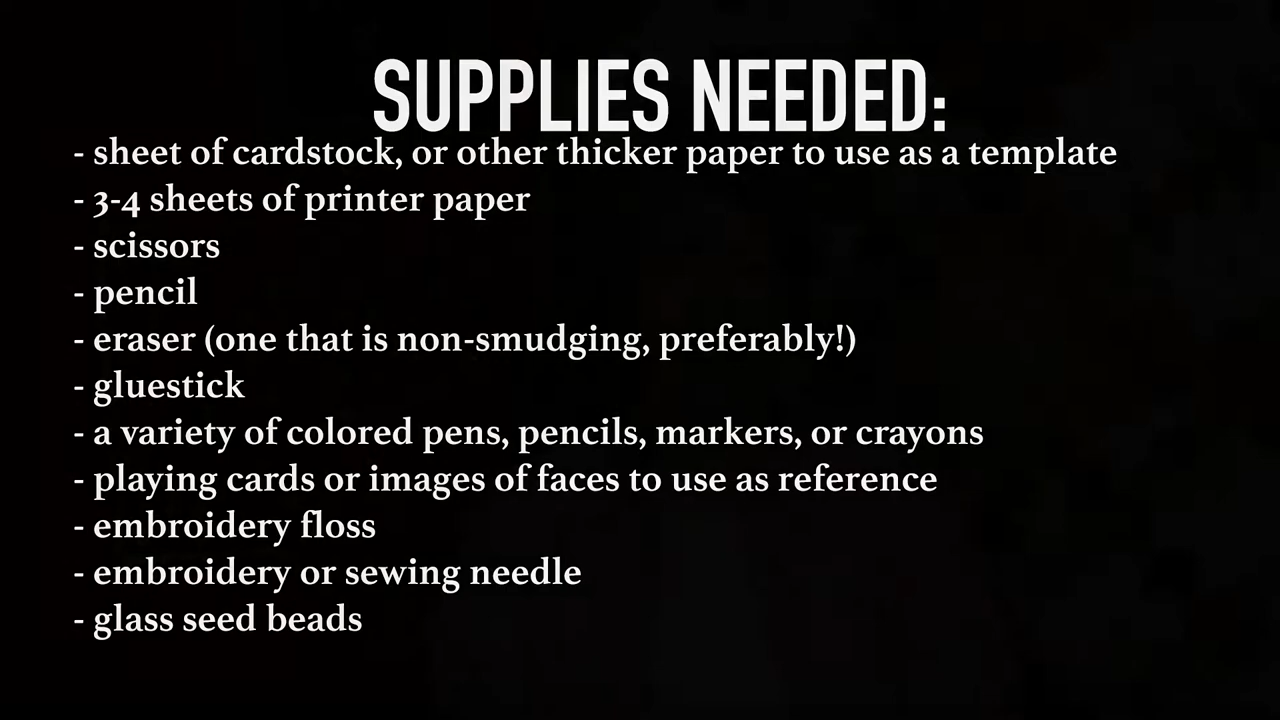 SUPPLIES NEEDED:
- sheet of cardstock, or other thicker paper to use as a template
- 3-4 sheets of printer paper
- scissors
- pencil
- eraser (one that is non-smudging, preferably!)
- gluestick
- a variety of colored pens, pencils, markers, or crayons
- playing cards or images of faces to use as reference
- embroidery floss
- embroidery or sewing needle
- glass seed beads